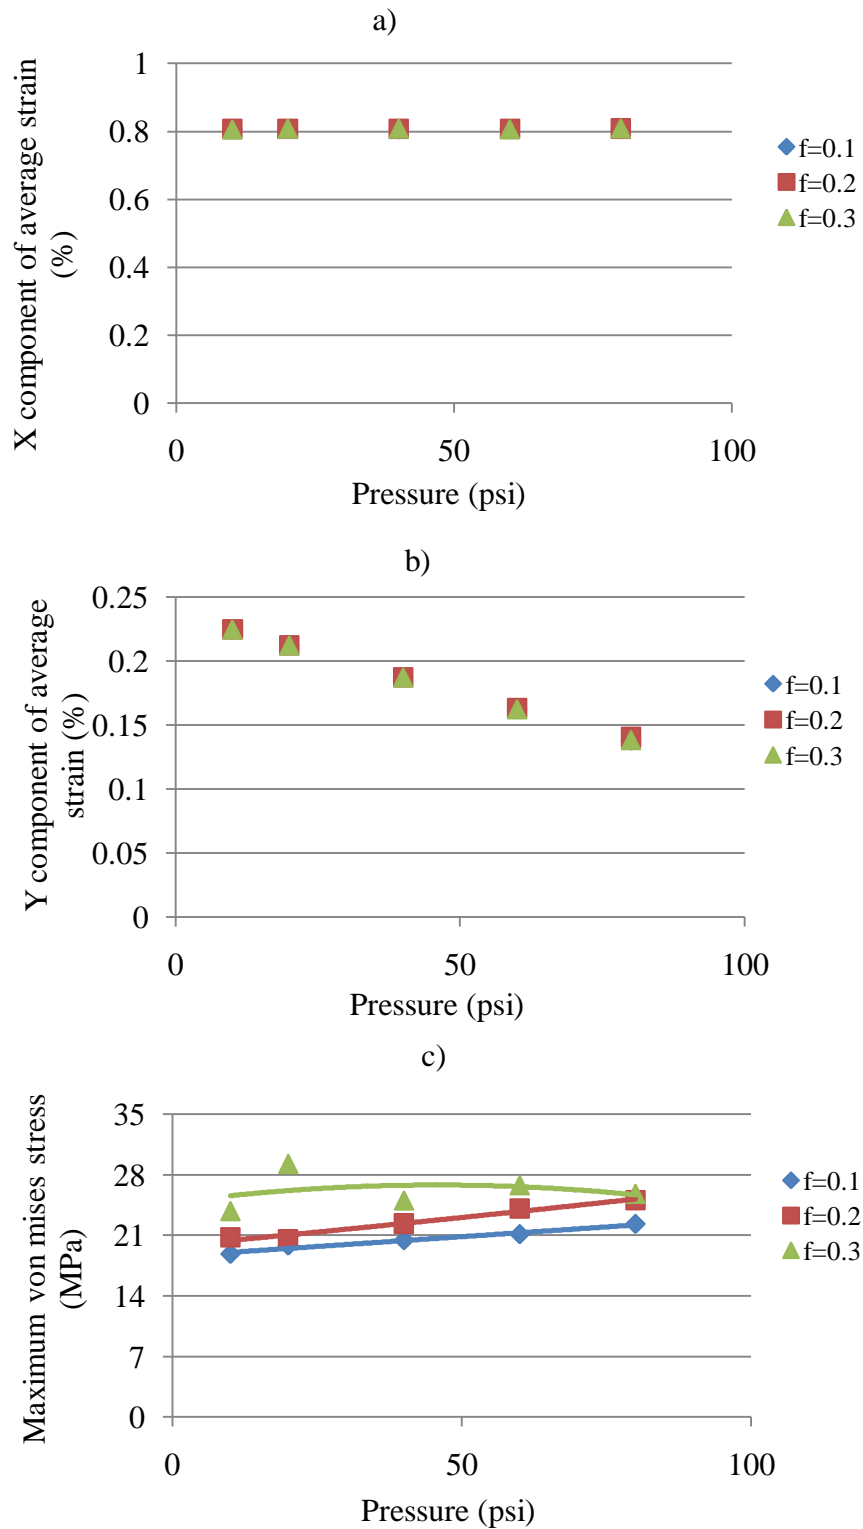 a)
X component of average strain
(%)
1
0.8
0.6
0.4
0.2
0
0
50
100
Pressure (psi)
f=0.1
f=0.2
f=0.3
b)
Y component of average
strain (%)
0.25
0.2
0.15
0.1
0.05
0
0
50
100
Pressure (psi)
f=0.1
f=0.2
f=0.3
c)
Maximum von mises stress
(MPa)
35
28
21
14
7
0
0
50
100
Pressure (psi)
f=0.1
f=0.2
f=0.3